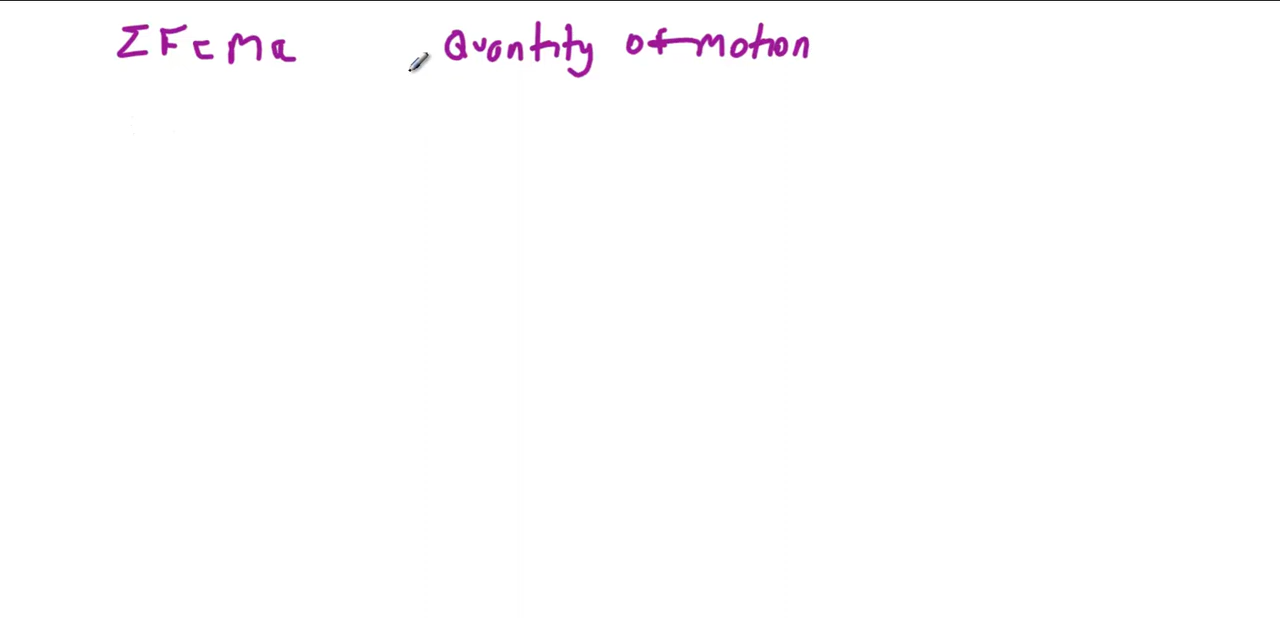 ΣF = ma Quantity of motion